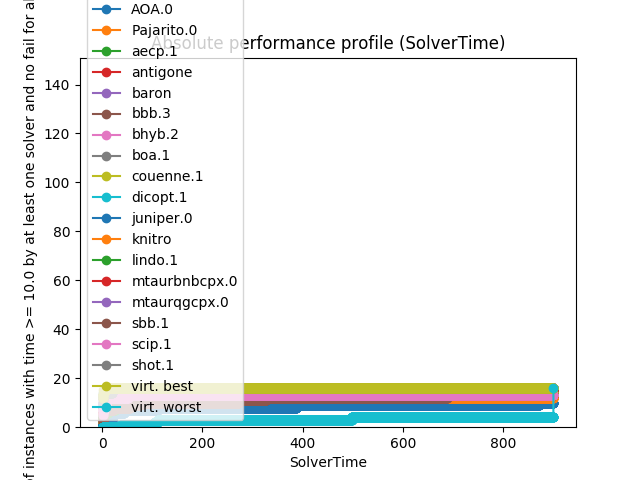 Absolute performance profile (SolverTime)
of instances with time >= 10.0 by at least one solver and no fail for al
140
120
100
80
60
40
20
0
0 200 400 600 800
SolverTime
AOA.0
Pajarito.0
aecp.1
antigone
baron
bbb.3
bhyb.2
boa.1
couenne.1
dicopt.1
juniper.0
knitro
lindo.1
mtaurbnbcpx.0
mtaurqgcpx.0
sbb.1
scip.1
shot.1
virt. best
virt. worst